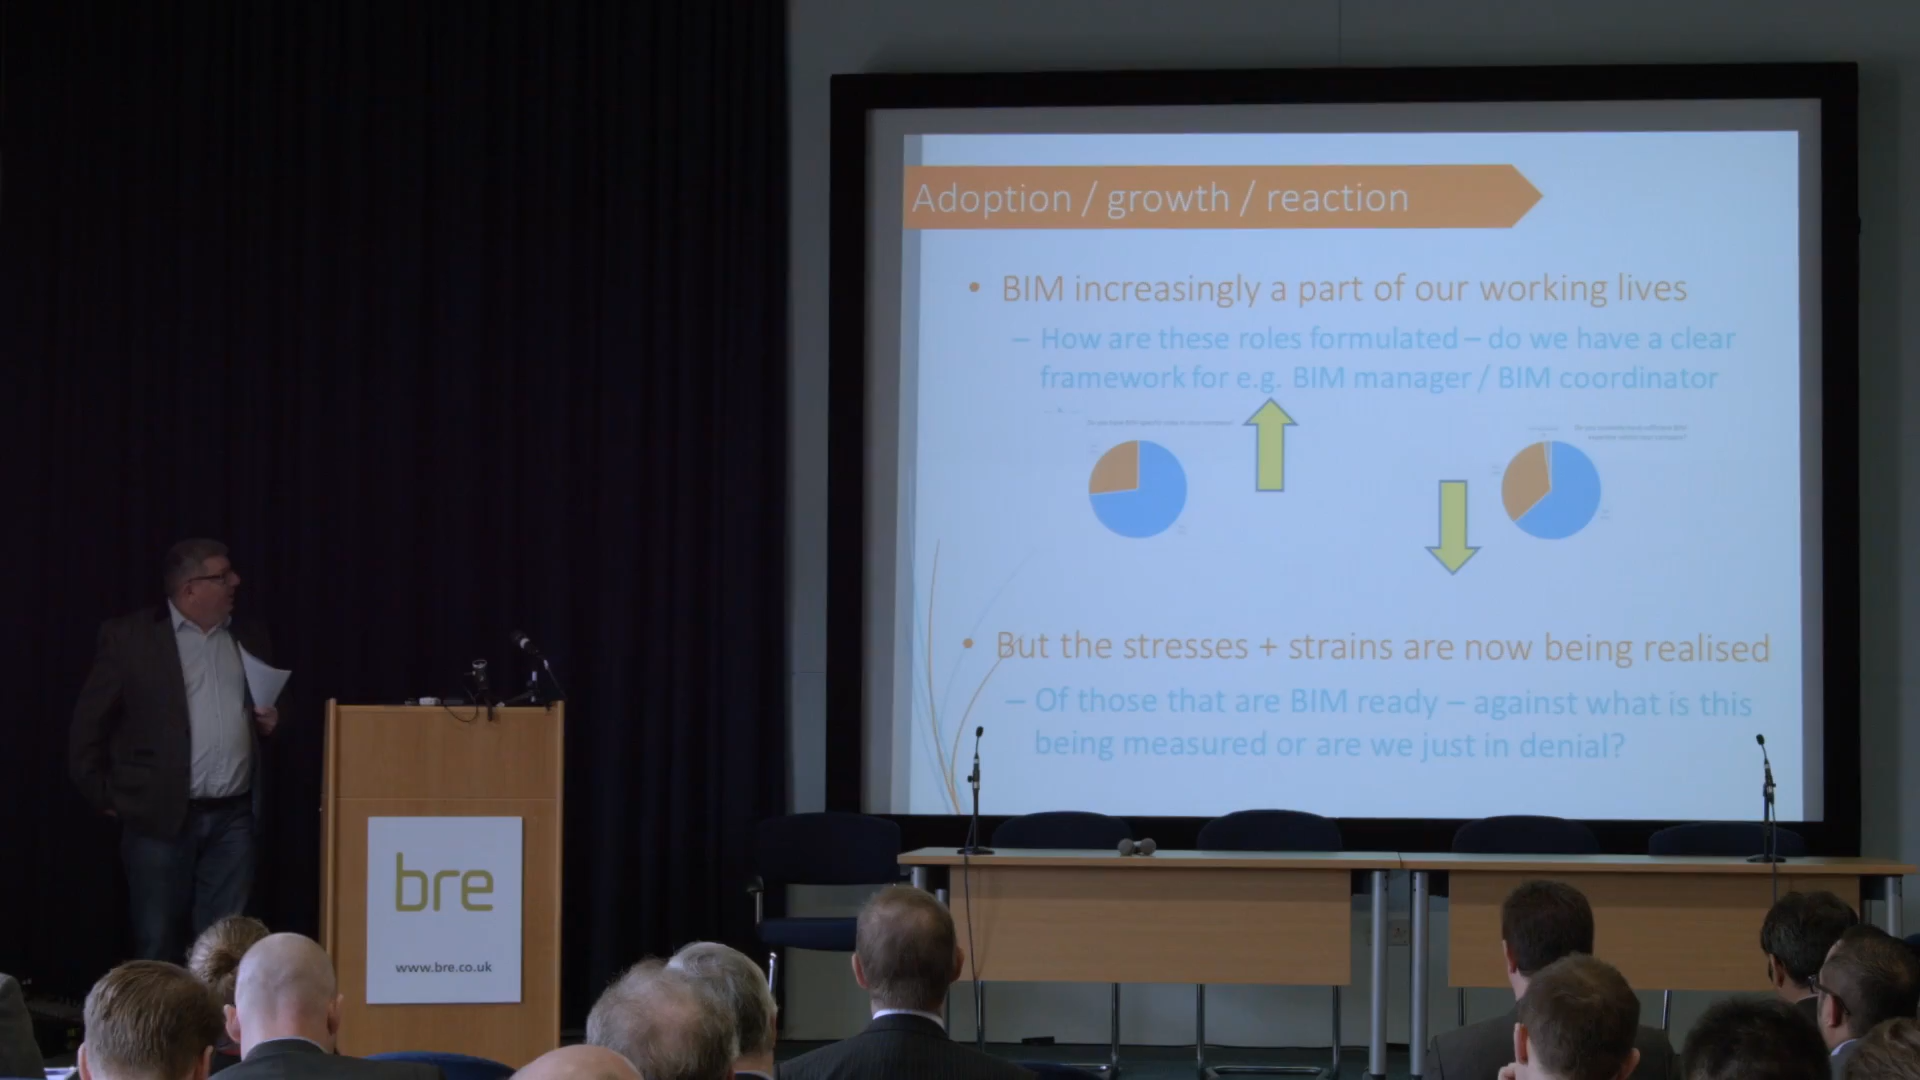 Adoption / growth / reaction
• BIM increasingly a part of our working lives
– How are these roles formulated – do we have a clear
framework for e.g. BIM manager / BIM coordinator
• But the stresses + strains are now being realised
– Of those that are BIM ready – against what is this
being measured or are we just in denial?
bre
www.bre.co.uk